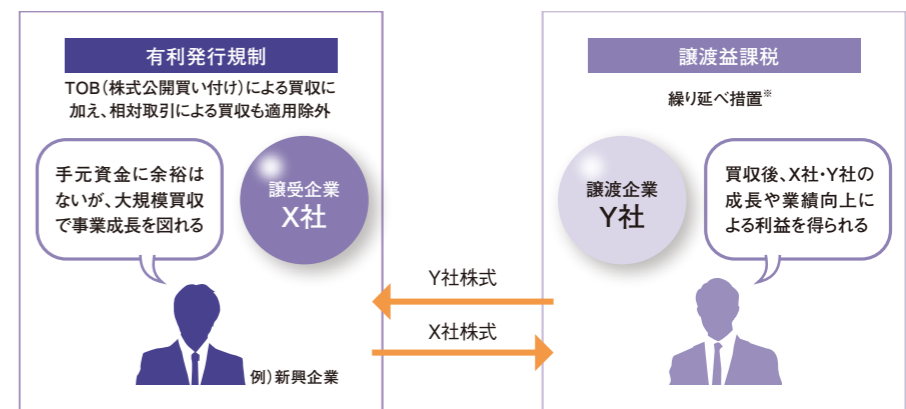 有利発行規制
TOB（株式公開買い付け）による買収に
加え、相対取引による買収も適用除外
手元資金に余裕は
ないが、大規模買収
で事業成長を図れる
譲受企業
X社
例）新興企業
Y社株式
X社株式
譲渡益課税
繰り延べ措置※
譲渡企業
Y社
買収後、X社・Y社の
成長や業績向上に
よる利益を得られる